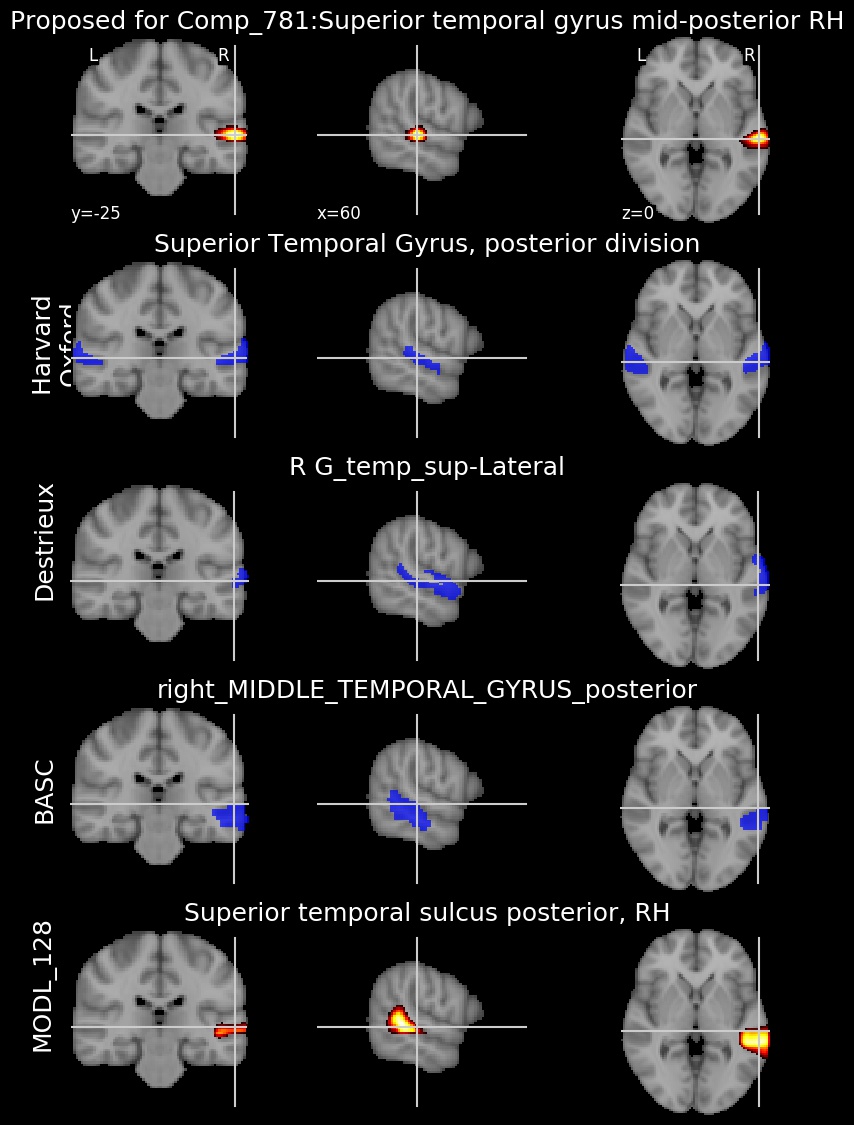 Proposed for Comp_781:Superior temporal gyrus mid-posterior RH
L R L R
y=-25 x=60 z=0
Superior Temporal Gyrus, posterior division
Harvard
Oxford
R G_temp_sup-Lateral
Destrieux
right_MIDDLE_TEMPORAL_GYRUS_posterior
BASC
Superior temporal sulcus posterior, RH
MODL_128